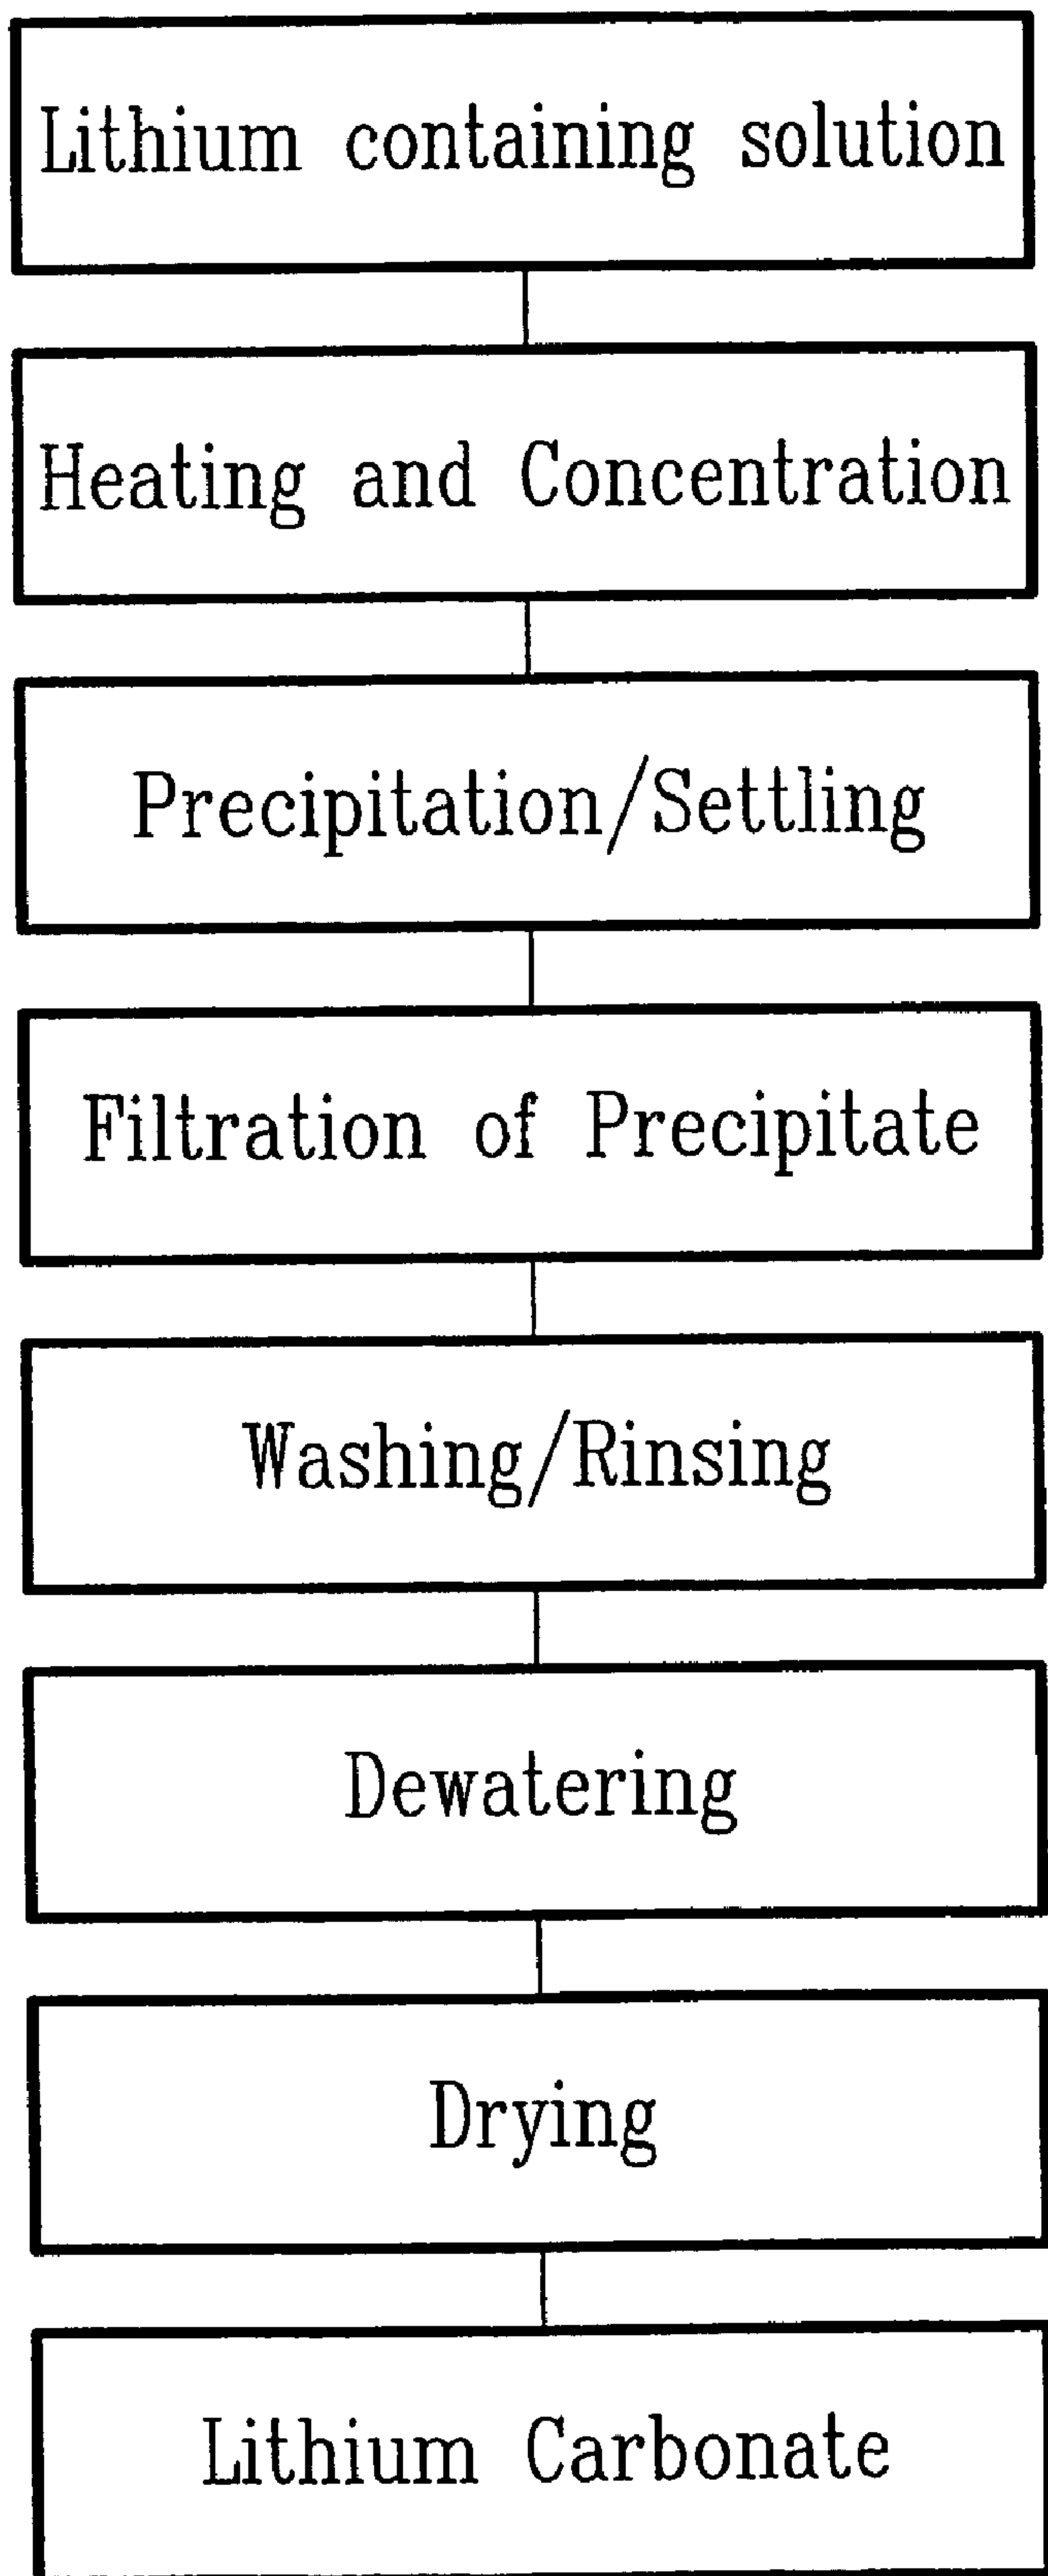 Lithium containing solution
Heating and Concentration
Precipitation/Settling
Filtration of Precipitate
Washing/Rinsing
Dewatering
Drying
Lithium Carbonate